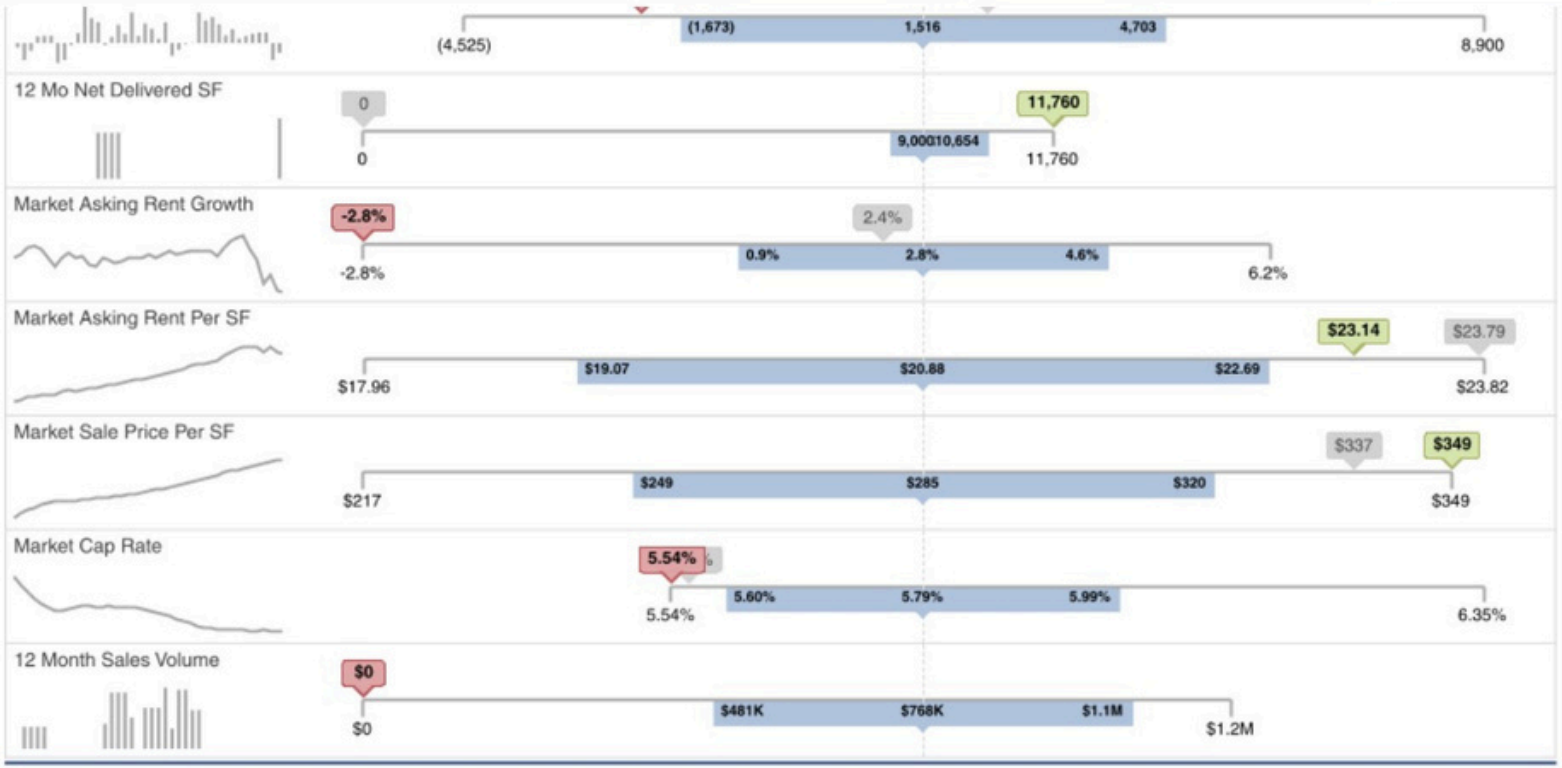 (1,673) 1,516 4,703
(4,525) 8,900
12 Mo Net Delivered SF
0 11,760
9,000 10,654
0 11,760
Market Asking Rent Growth
-2.8% 2.4%
0.9% 2.8% 4.6%
-2.8% 6.2%
Market Asking Rent Per SF
$23.14 $23.79
$19.07 $20.88 $22.69
$17.96 $23.82
Market Sale Price Per SF
$337 $349
$249 $285 $320
$217 $349
Market Cap Rate
5.54% %
5.60% 5.79% 5.99%
5.54% 6.35%
12 Month Sales Volume
$0
$481K $768K $1.1M
$0 $1.2M